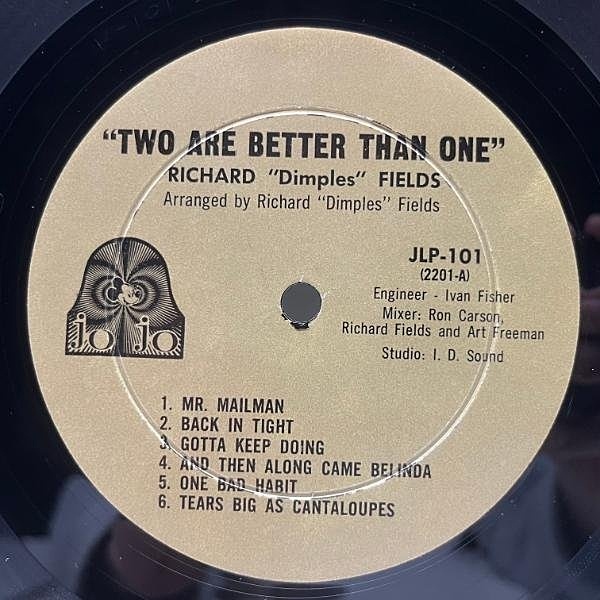 "TWO ARE BETTER THAN ONE"
RICHARD "Dimples" FIELDS
Arranged by Richard "Dimples" Fields
JLP-101
(2201-A)
Engineer - Ivan Fisher
Mixer: Ron Carson,
Richard Fields and Art Freeman
Studio: I. D. Sound
jo jo
1. MR. MAILMAN
2. BACK IN TIGHT
3. GOTTA KEEP DOING
4. AND THEN ALONG CAME BELINDA
5. ONE BAD HABIT
6. TEARS BIG AS CANTALOUPES